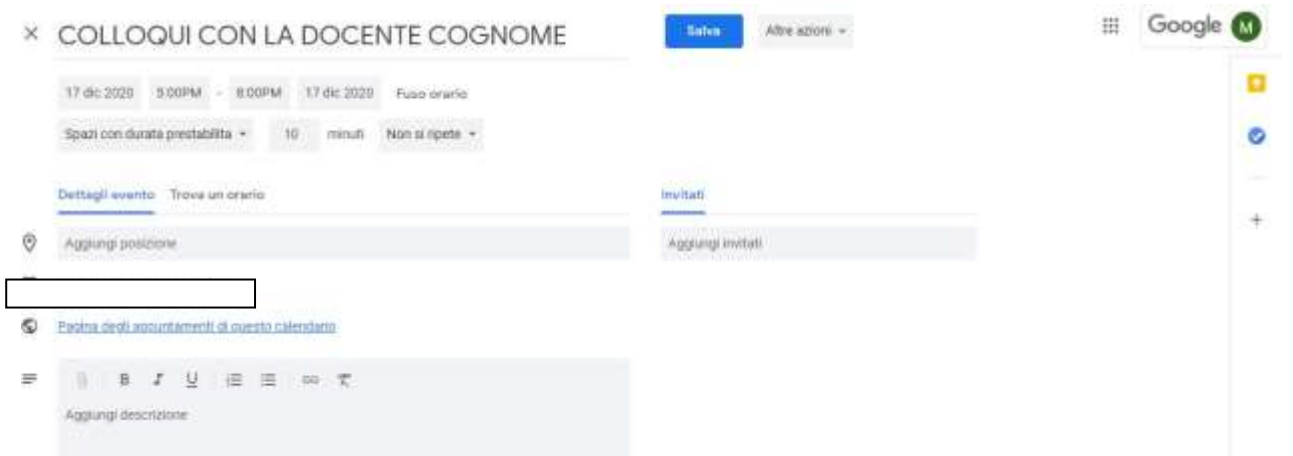 × COLLOQUI CON LA DOCENTE COGNOME
Salva Altre azioni
Google M
17 dic 2020 5:00PM - 8:00PM 17 dic 2020 Fuso orario
Spazi con durata prestabilita 10 minuti Non si ripete
Dettagli evento Trova un orario
Invitati
Aggiungi posizione
Aggiungi invitati
Pagina degli appuntamenti di questo calendario
B I U
Aggiungi descrizione